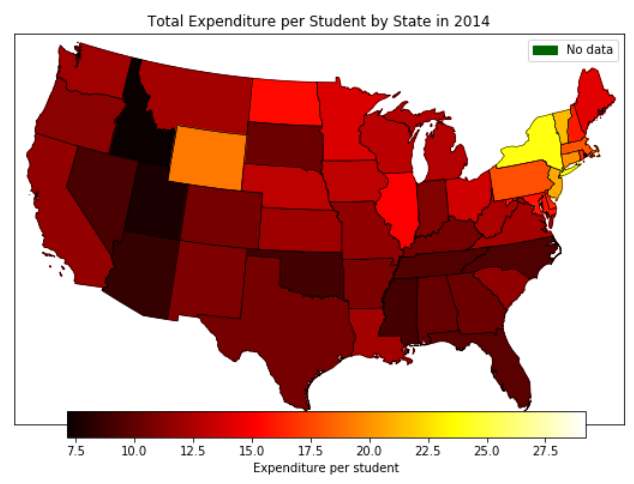 Total Expenditure per Student by State in 2014
No data
7.5 10.0 12.5 15.0 17.5 20.0 22.5 25.0 27.5
Expenditure per student